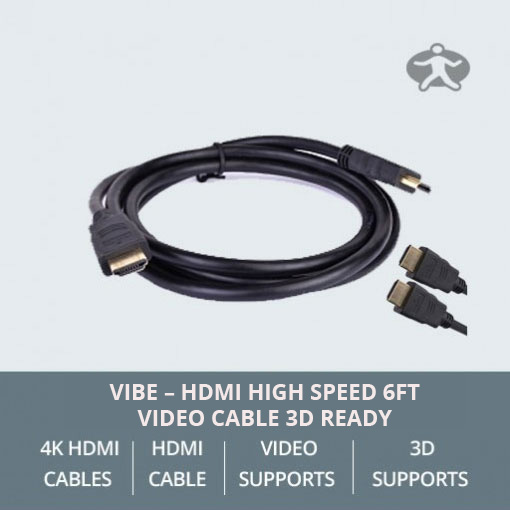 VIBE – HDMI HIGH SPEED 6FT
VIDEO CABLE 3D READY
4K HDMI CABLES
HDMI CABLE
VIDEO SUPPORTS
3D SUPPORTS